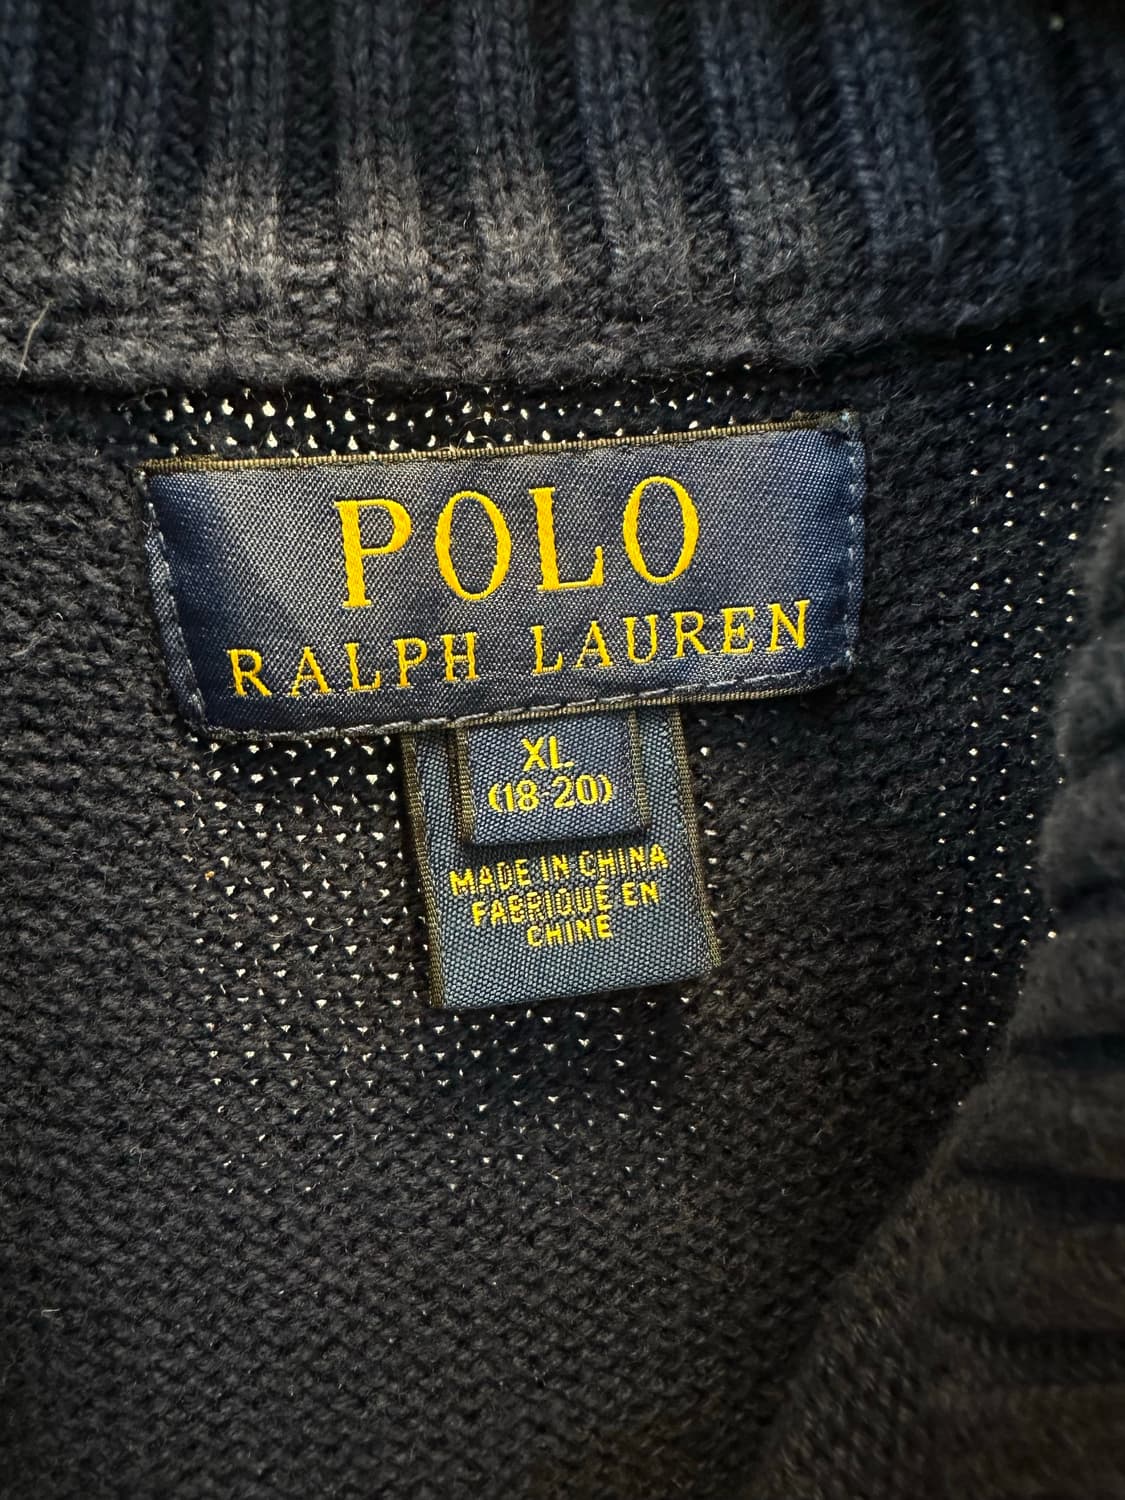 POLO
RALPH LAUREN
XL
(18-20)
MADE IN CHINA
FABRIQUÉ EN
CHINE